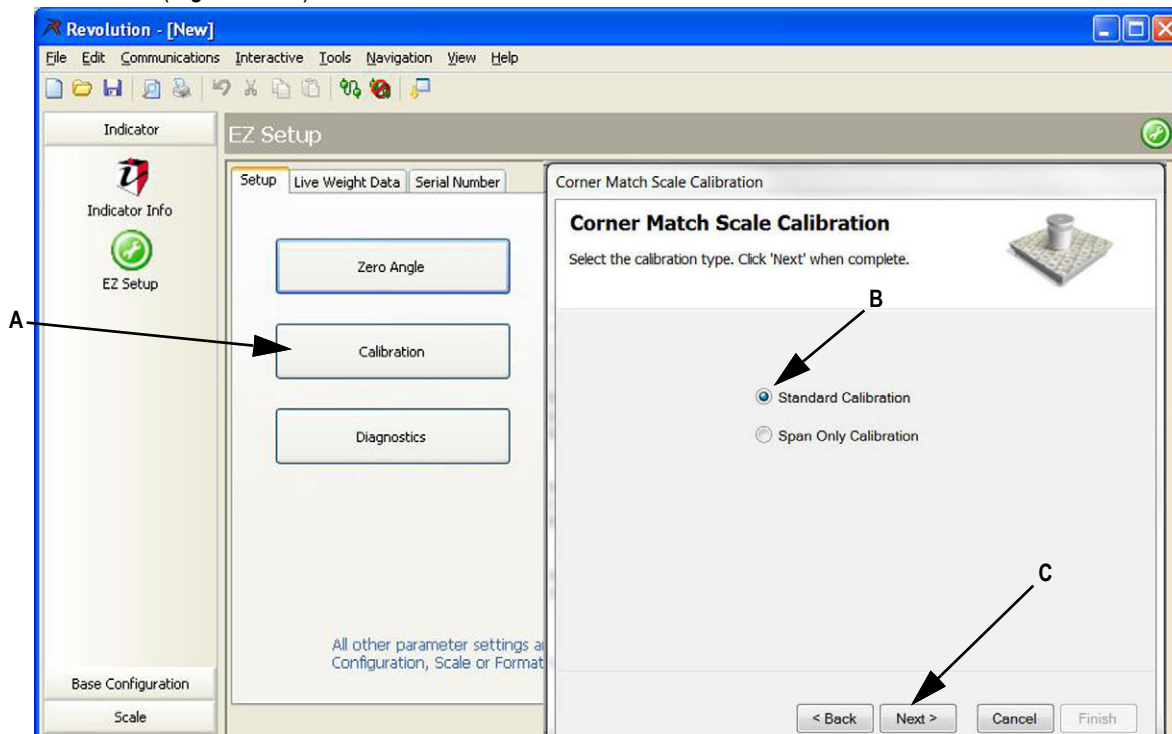 Revolution - [New]
File Edit Communications Interactive Tools Navigation View Help
Indicator
EZ Setup
Indicator Info
EZ Setup
Base Configuration
Scale
Setup Live Weight Data Serial Number
Zero Angle
A
Calibration
Diagnostics
All other parameter settings
Configuration, Scale or Format
Corner Match Scale Calibration
Corner Match Scale Calibration
Select the calibration type. Click 'Next' when complete.
B
Standard Calibration
Span Only Calibration
C
< Back Next > Cancel Finish